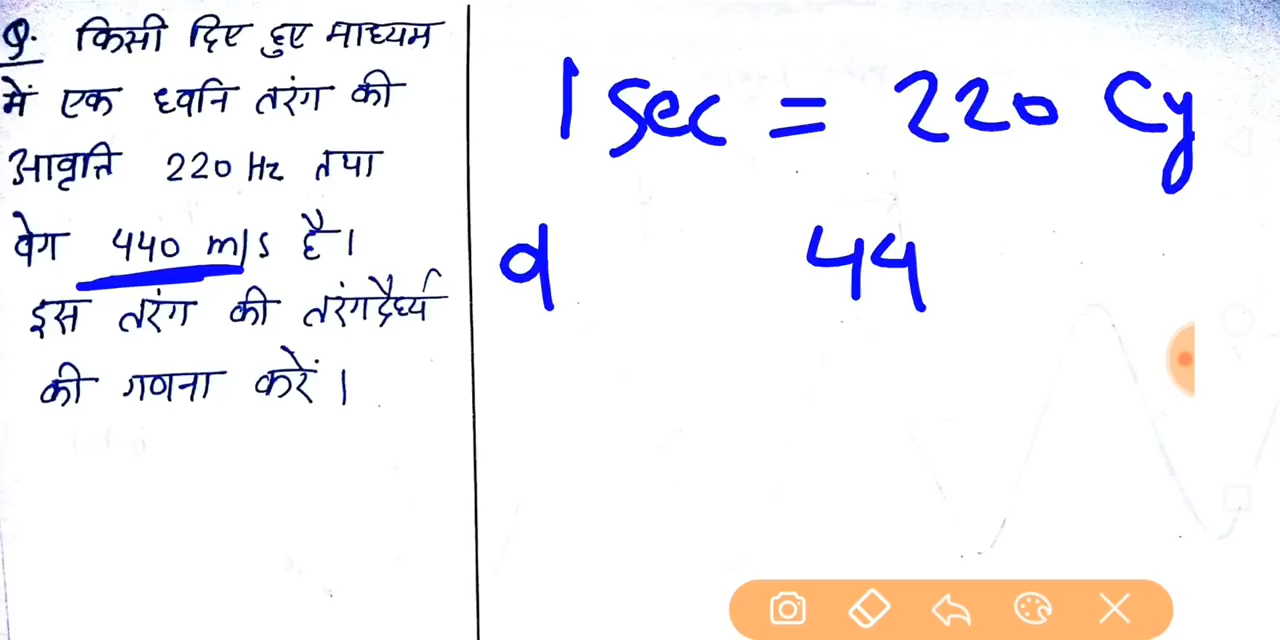 Q. किसी दिए हुए माध्यम
में एक ध्वनि तरंग की
आवृत्ति 220 Hz तथा
वेग 440 m/s है।
इस तरंग की तरंगदैर्ध्य
की गणना करें।
1 Sec = 220 Cy
d 44